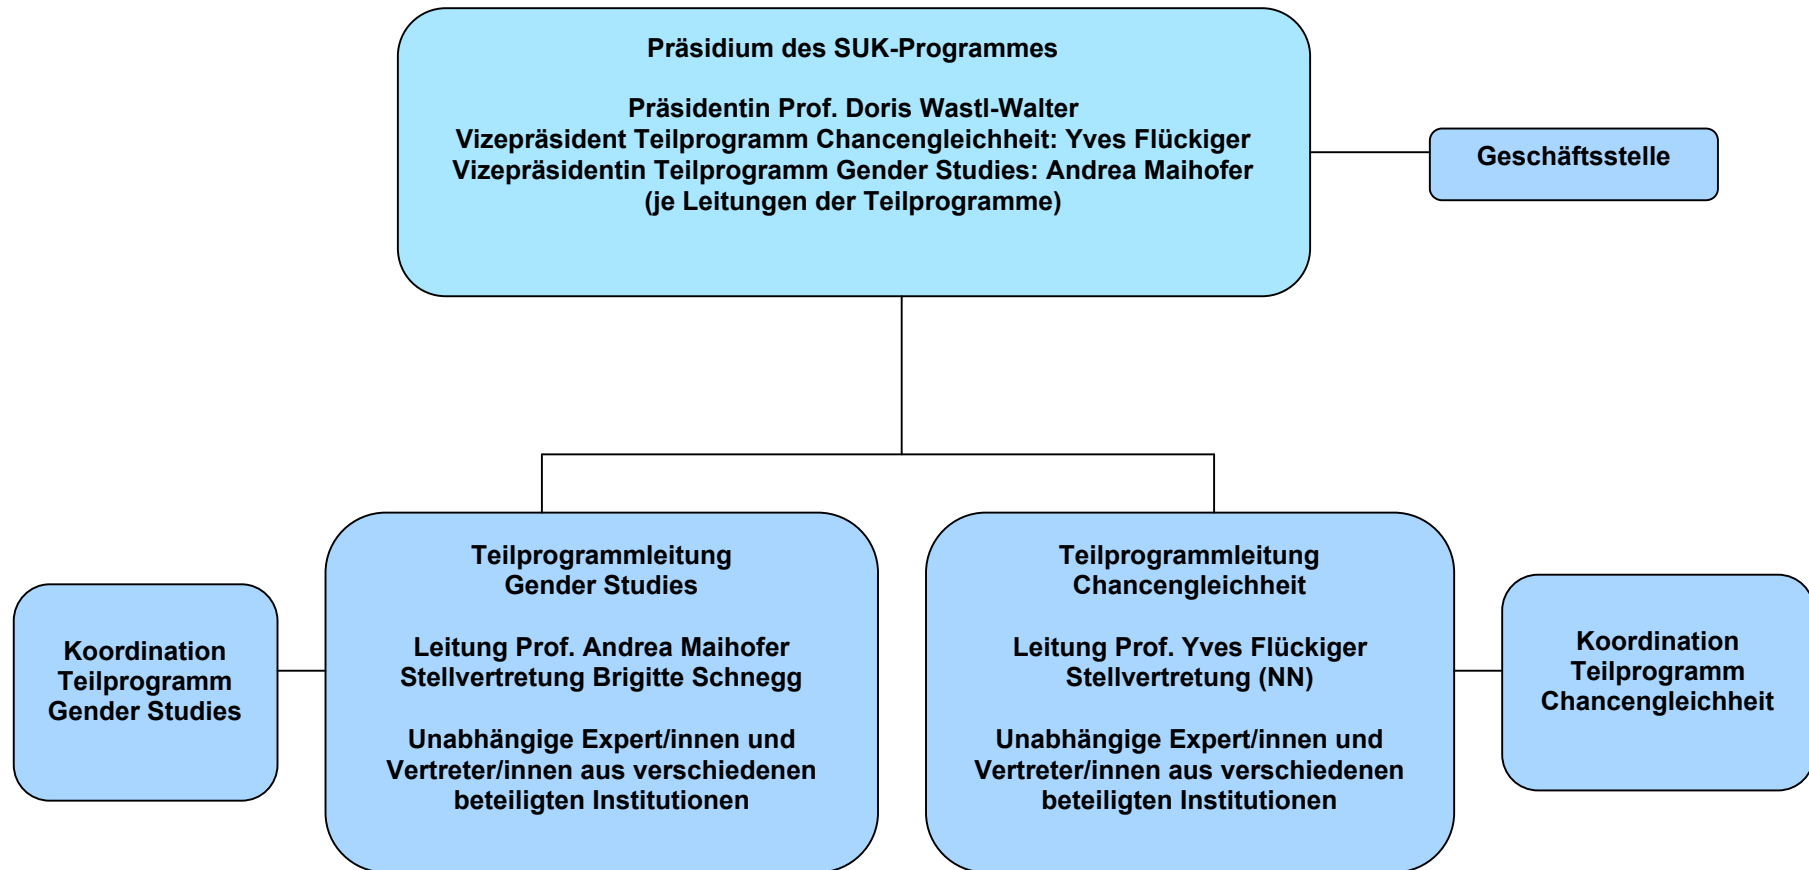 Präsidium des SUK-Programmes
Präsidentin Prof. Doris Wastl-Walter
Vizepräsident Teilprogramm Chancengleichheit: Yves Flückiger
Vizepräsidentin Teilprogramm Gender Studies: Andrea Maihofer
(je Leitungen der Teilprogramme)
Geschäftsstelle
Koordination
Teilprogramm
Gender Studies
Teilprogrammleitung
Gender Studies
Leitung Prof. Andrea Maihofer
Stellvertretung Brigitte Schnegg
Unabhängige Expert/innen und
Vertreter/innen aus verschiedenen
beteiligten Institutionen
Teilprogrammleitung
Chancengleichheit
Leitung Prof. Yves Flückiger
Stellvertretung (NN)
Unabhängige Expert/innen und
Vertreter/innen aus verschiedenen
beteiligten Institutionen
Koordination
Teilprogramm
Chancengleichheit